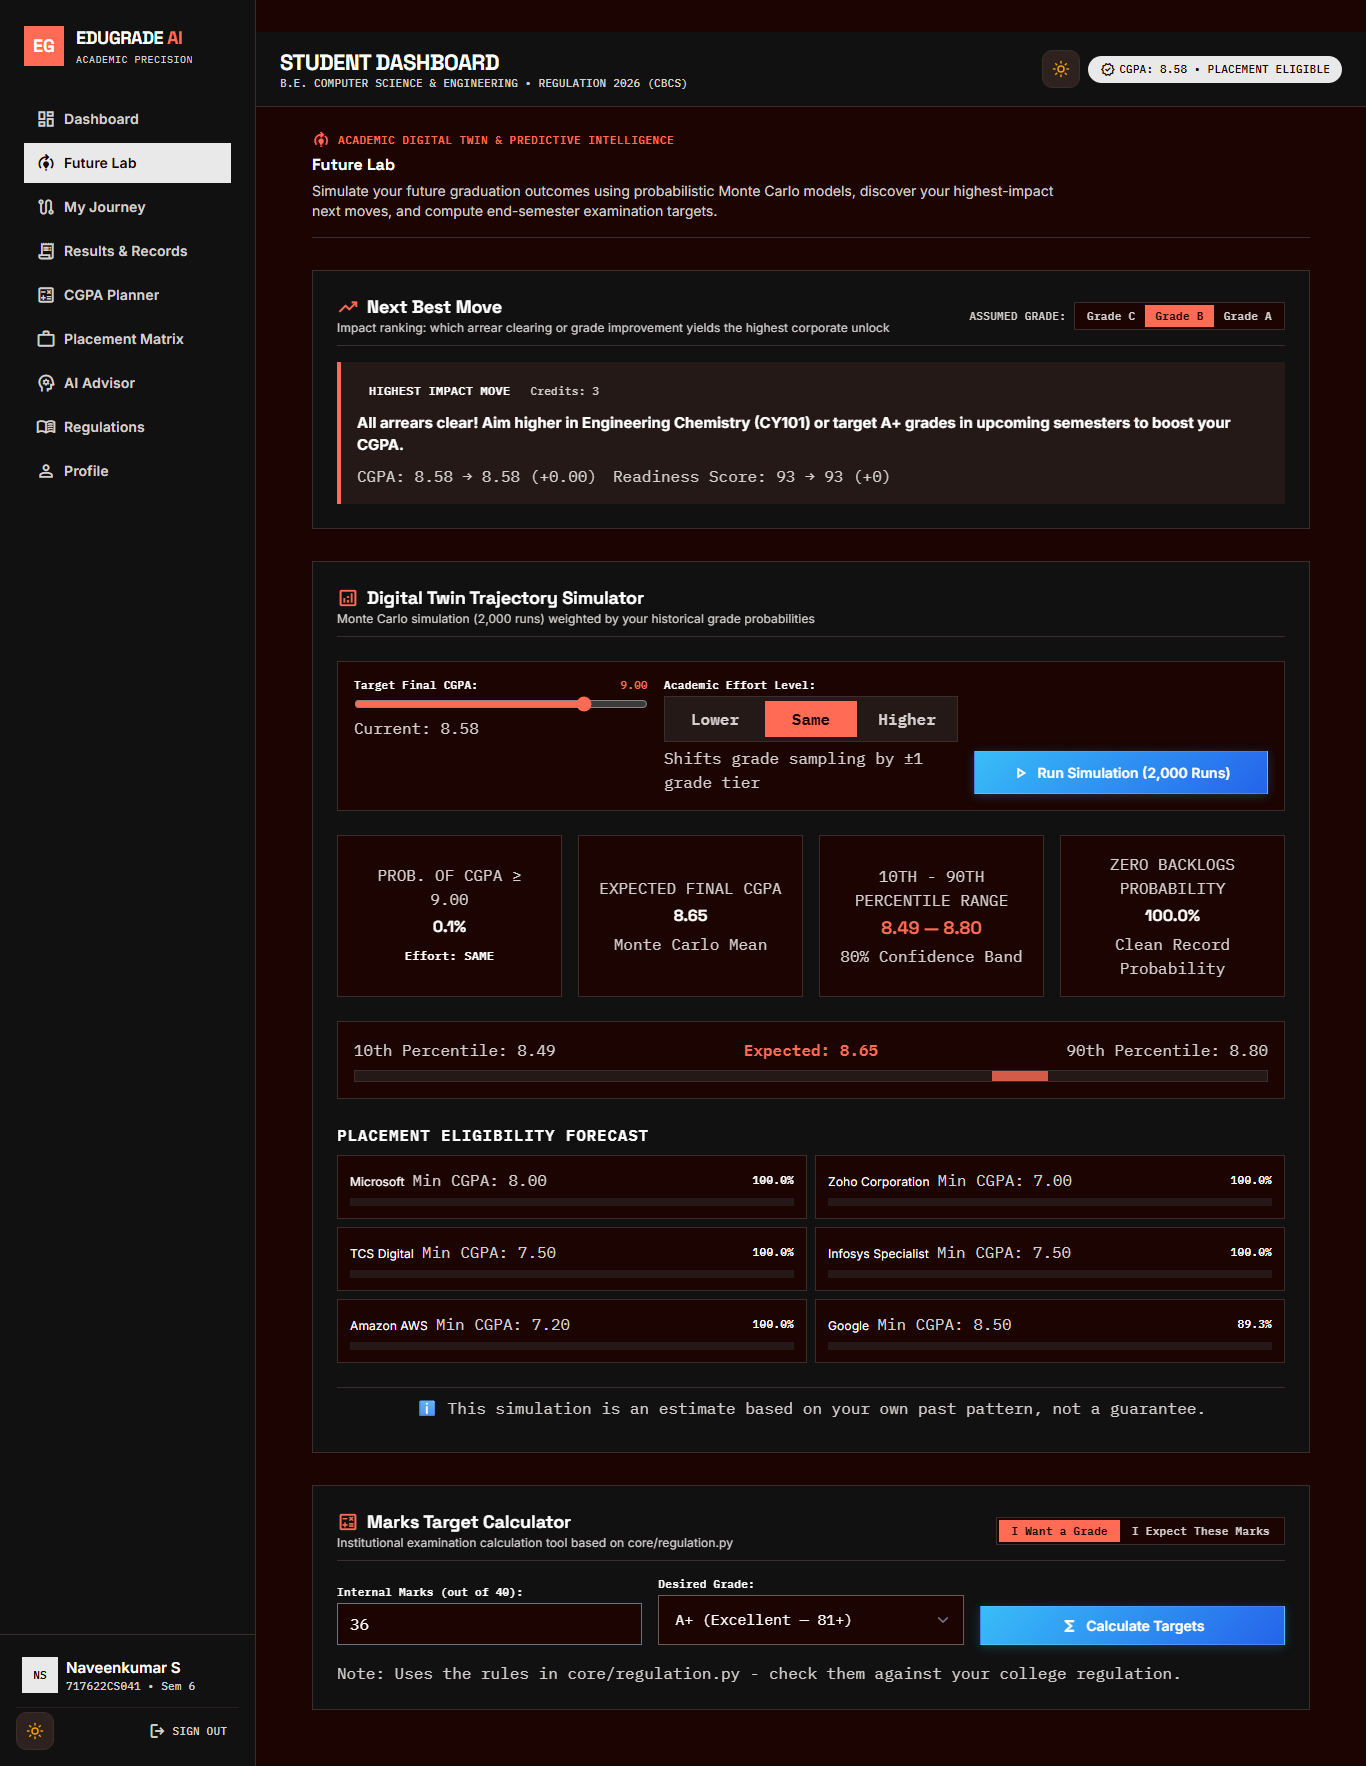 EG
EDUGRADE AI
ACADEMIC PRECISION
Dashboard
Future Lab
My Journey
Results & Records
CGPA Planner
Placement Matrix
AI Advisor
Regulations
Profile
NS
Naveenkumar S
717622CS041 • Sem 6
SIGN OUT
STUDENT DASHBOARD
B.E. COMPUTER SCIENCE & ENGINEERING • REGULATION 2026 (CBCS)
CGPA: 8.58 • PLACEMENT ELIGIBLE
ACADEMIC DIGITAL TWIN & PREDICTIVE INTELLIGENCE
Future Lab
Simulate your future graduation outcomes using probabilistic Monte Carlo models, discover your highest-impact
next moves, and compute end-semester examination targets.
Next Best Move
Impact ranking: which arrear clearing or grade improvement yields the highest corporate unlock
ASSUMED GRADE: Grade C Grade B Grade A
HIGHEST IMPACT MOVE Credits: 3
All arrears clear! Aim higher in Engineering Chemistry (CY101) or target A+ grades in upcoming semesters to boost your
CGPA.
CGPA: 8.58 → 8.58 (+0.00) Readiness Score: 93 → 93 (+0)
Digital Twin Trajectory Simulator
Monte Carlo simulation (2,000 runs) weighted by your historical grade probabilities
Target Final CGPA: 9.00
Current: 8.58
Academic Effort Level:
Lower Same Higher
Shifts grade sampling by ±1
grade tier
Run Simulation (2,000 Runs)
PROB. OF CGPA ≥
9.00
0.1%
Effort: SAME
EXPECTED FINAL CGPA
8.65
Monte Carlo Mean
10TH - 90TH
PERCENTILE RANGE
8.49 — 8.80
80% Confidence Band
ZERO BACKLOGS
PROBABILITY
100.0%
Clean Record
Probability
10th Percentile: 8.49 Expected: 8.65 90th Percentile: 8.80
PLACEMENT ELIGIBILITY FORECAST
Microsoft Min CGPA: 8.00 100.0%
Zoho Corporation Min CGPA: 7.00 100.0%
TCS Digital Min CGPA: 7.50 100.0%
Infosys Specialist Min CGPA: 7.50 100.0%
Amazon AWS Min CGPA: 7.20 100.0%
Google Min CGPA: 8.50 89.3%
ℹ️ This simulation is an estimate based on your own past pattern, not a guarantee.
Marks Target Calculator
Institutional examination calculation tool based on core/regulation.py
I Want a Grade I Expect These Marks
Internal Marks (out of 40):
36
Desired Grade:
A+ (Excellent — 81+)
Σ Calculate Targets
Note: Uses the rules in core/regulation.py - check them against your college regulation.